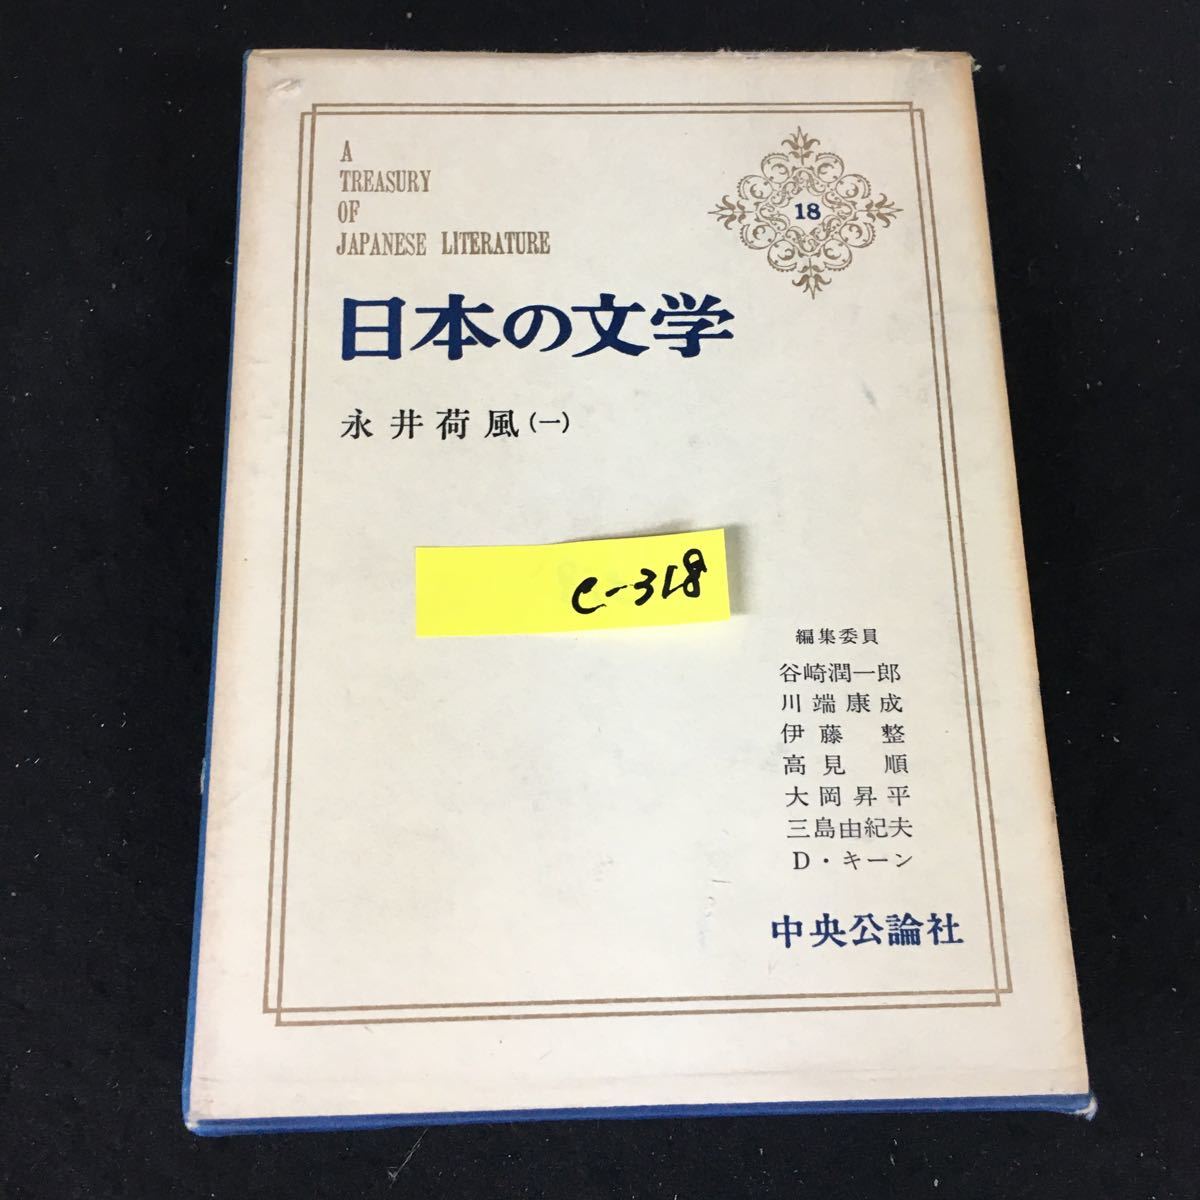 A
TREASURY
OF
JAPANESE LITERATURE
18
日本の文学
永井荷風(一)
C-318
編集委員
谷崎潤一郎
川端康成
伊藤 整
高見 順
大岡昇平
三島由紀夫
D・キーン
中央公論社